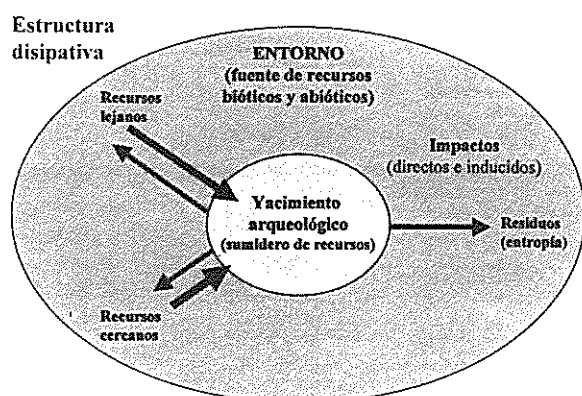 Estructura
disipativa
ENTORNO
(fuente de recursos
bióticos y abióticos)
Recursos
lejanos
Impactos
(directos e inducidos)
Yacimiento
arqueológico
(sumidero de recursos)
Residuos
(entropía)
Recursos
cercanos